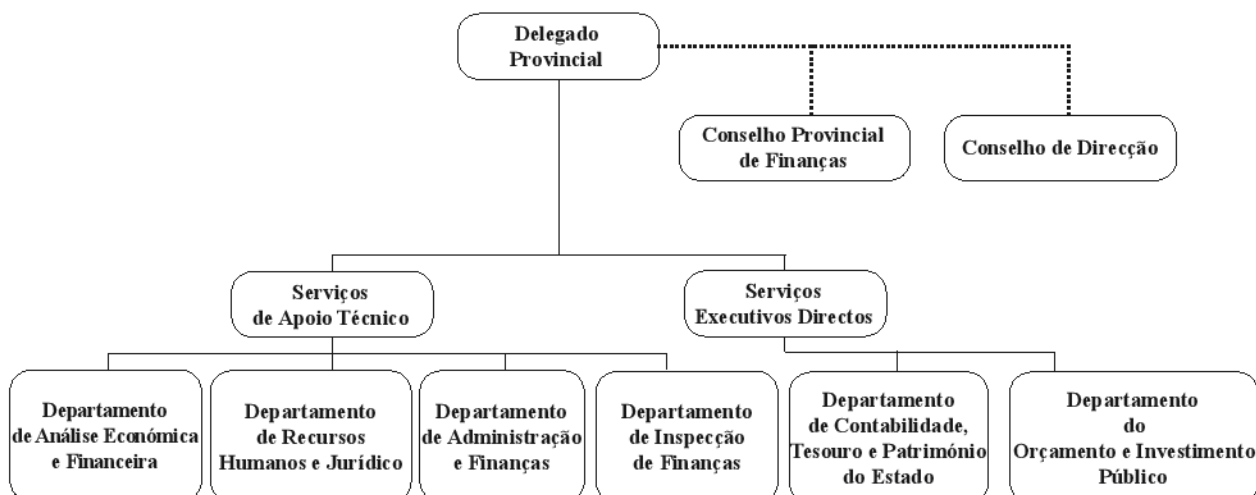 Delegado
Provincial
Conselho Provincial
de Finanças
Conselho de Direcção
Serviços
de Apoio Técnico
Serviços
Executivos Directos
Departamento
de Análise Económica
e Financeira
Departamento
de Recursos
Humanos e Jurídico
Departamento
de Administração
e Finanças
Departamento
de Inspecção
de Finanças
Departamento
de Contabilidade,
Tesouro e Património
do Estado
Departamento
do
Orçamento e Investimento
Público